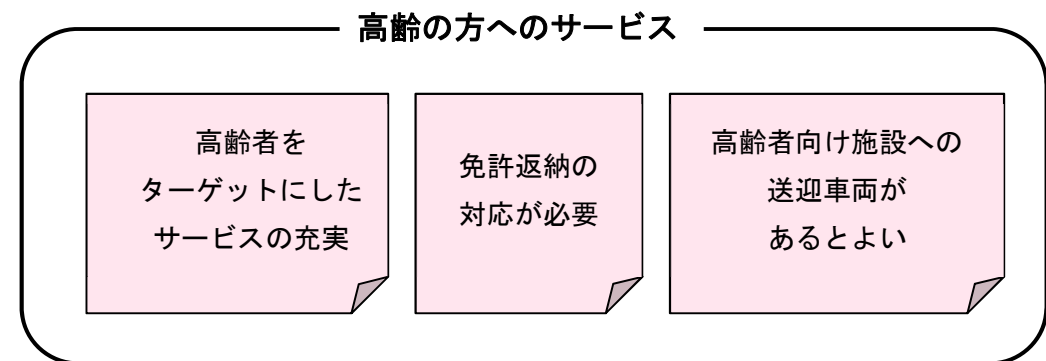 高齢の方へのサービス
高齢者を
ターゲットにした
サービスの充実
免許返納の
対応が必要
高齢者向け施設への
送迎車両が
あるとよい